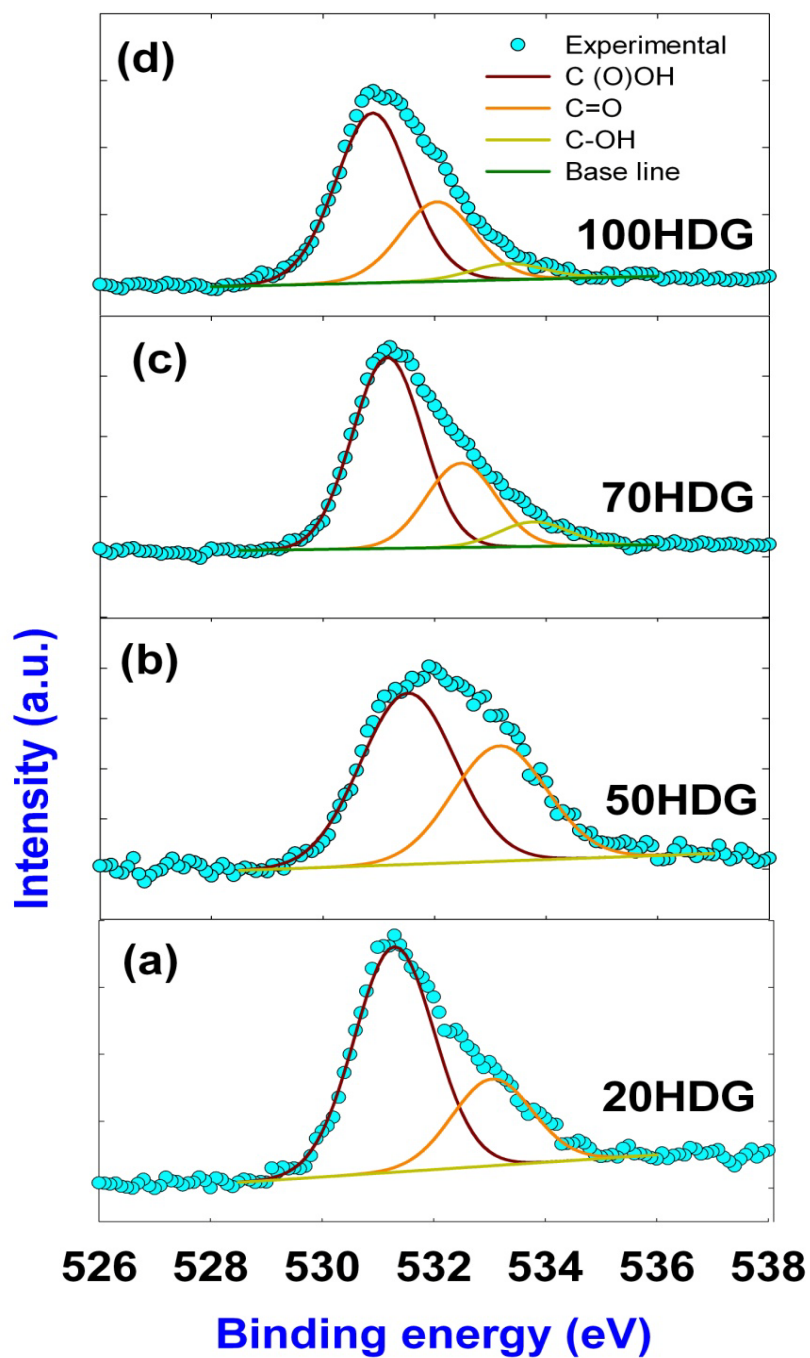 (d)
Experimental
C (O)OH
C=O
C-OH
Base line
100HDG
(c)
70HDG
(b)
50HDG
(a)
20HDG
Intensity (a.u.)
526 528 530 532 534 536 538
Binding energy (eV)